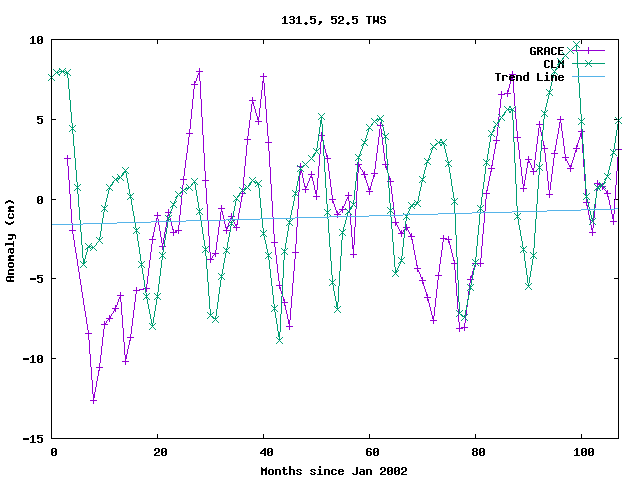 131.5, 52.5 TWS
GRACE
CLM
Trend Line
10
5
0
-5
-10
-15
Anomaly (cm)
0 20 40 60 80 100
Months since Jan 2002